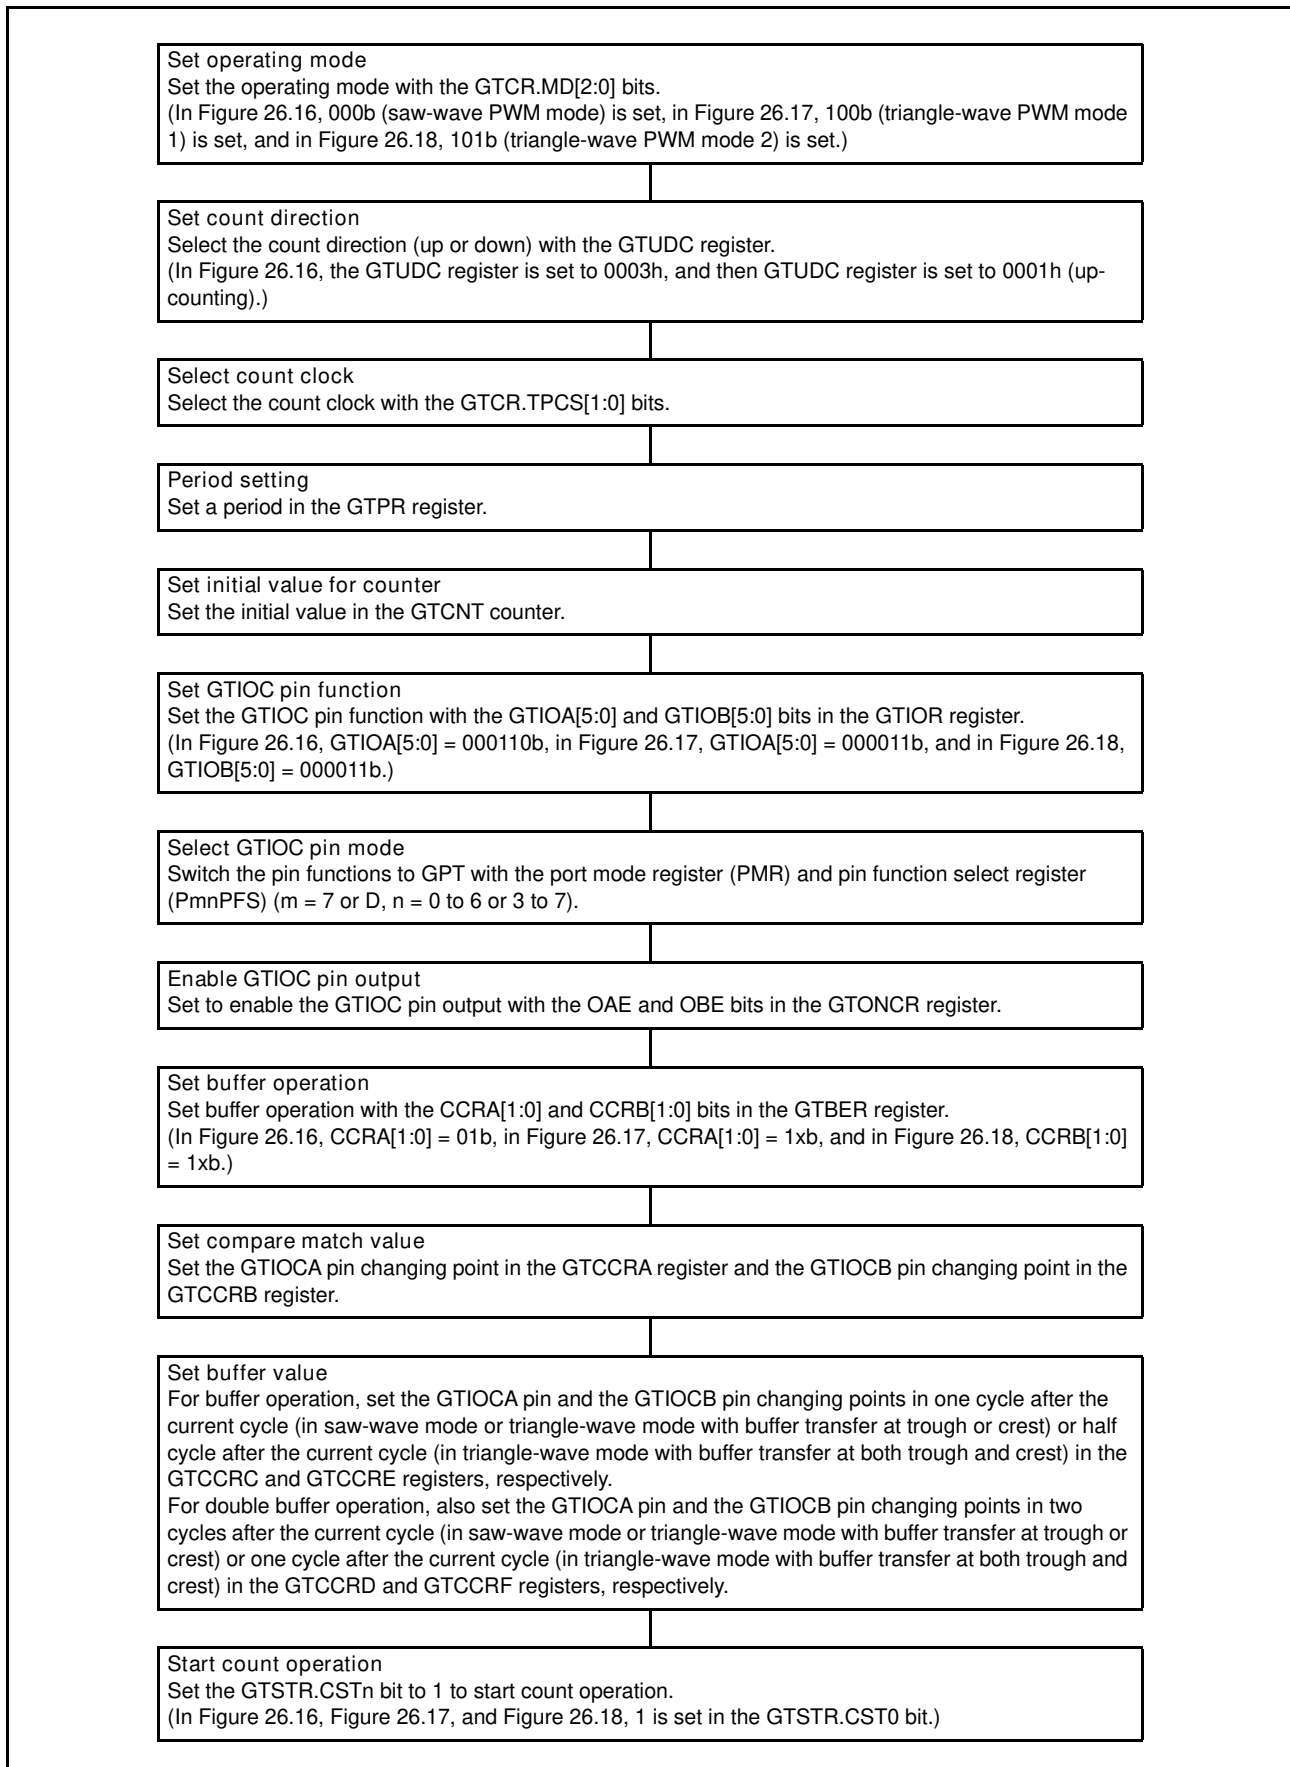 Set operating mode
Set the operating mode with the GTCR.MD[2:0] bits.
(In Figure 26.16, 000b (saw-wave PWM mode) is set, in Figure 26.17, 100b (triangle-wave PWM mode
1) is set, and in Figure 26.18, 101b (triangle-wave PWM mode 2) is set.)
Set count direction
Select the count direction (up or down) with the GTUDC register.
(In Figure 26.16, the GTUDC register is set to 0003h, and then GTUDC register is set to 0001h (up-
counting).)
Select count clock
Select the count clock with the GTCR.TPCS[1:0] bits.
Period setting
Set a period in the GTPR register.
Set initial value for counter
Set the initial value in the GTCNT counter.
Set GTIOC pin function
Set the GTIOC pin function with the GTIOA[5:0] and GTIOB[5:0] bits in the GTIOR register.
(In Figure 26.16, GTIOA[5:0] = 000110b, in Figure 26.17, GTIOA[5:0] = 000011b, and in Figure 26.18,
GTIOB[5:0] = 000011b.)
Select GTIOC pin mode
Switch the pin functions to GPT with the port mode register (PMR) and pin function select register
(PmnPFS) (m = 7 or D, n = 0 to 6 or 3 to 7).
Enable GTIOC pin output
Set to enable the GTIOC pin output with the OAE and OBE bits in the GTONCR register.
Set buffer operation
Set buffer operation with the CCRA[1:0] and CCRB[1:0] bits in the GTBER register.
(In Figure 26.16, CCRA[1:0] = 01b, in Figure 26.17, CCRA[1:0] = 1xb, and in Figure 26.18, CCRB[1:0]
= 1xb.)
Set compare match value
Set the GTIOCA pin changing point in the GTCCRA register and the GTIOCB pin changing point in the
GTCCRB register.
Set buffer value
For buffer operation, set the GTIOCA pin and the GTIOCB pin changing points in one cycle after the
current cycle (in saw-wave mode or triangle-wave mode with buffer transfer at trough or crest) or half
cycle after the current cycle (in triangle-wave mode with buffer transfer at both trough and crest) in the
GTCCRC and GTCCRE registers, respectively.
For double buffer operation, also set the GTIOCA pin and the GTIOCB pin changing points in two
cycles after the current cycle (in saw-wave mode or triangle-wave mode with buffer transfer at trough or
crest) or one cycle after the current cycle (in triangle-wave mode with buffer transfer at both trough and
crest) in the GTCCRD and GTCCRF registers, respectively.
Start count operation
Set the GTSTR.CSTn bit to 1 to start count operation.
(In Figure 26.16, Figure 26.17, and Figure 26.18, 1 is set in the GTSTR.CST0 bit.)